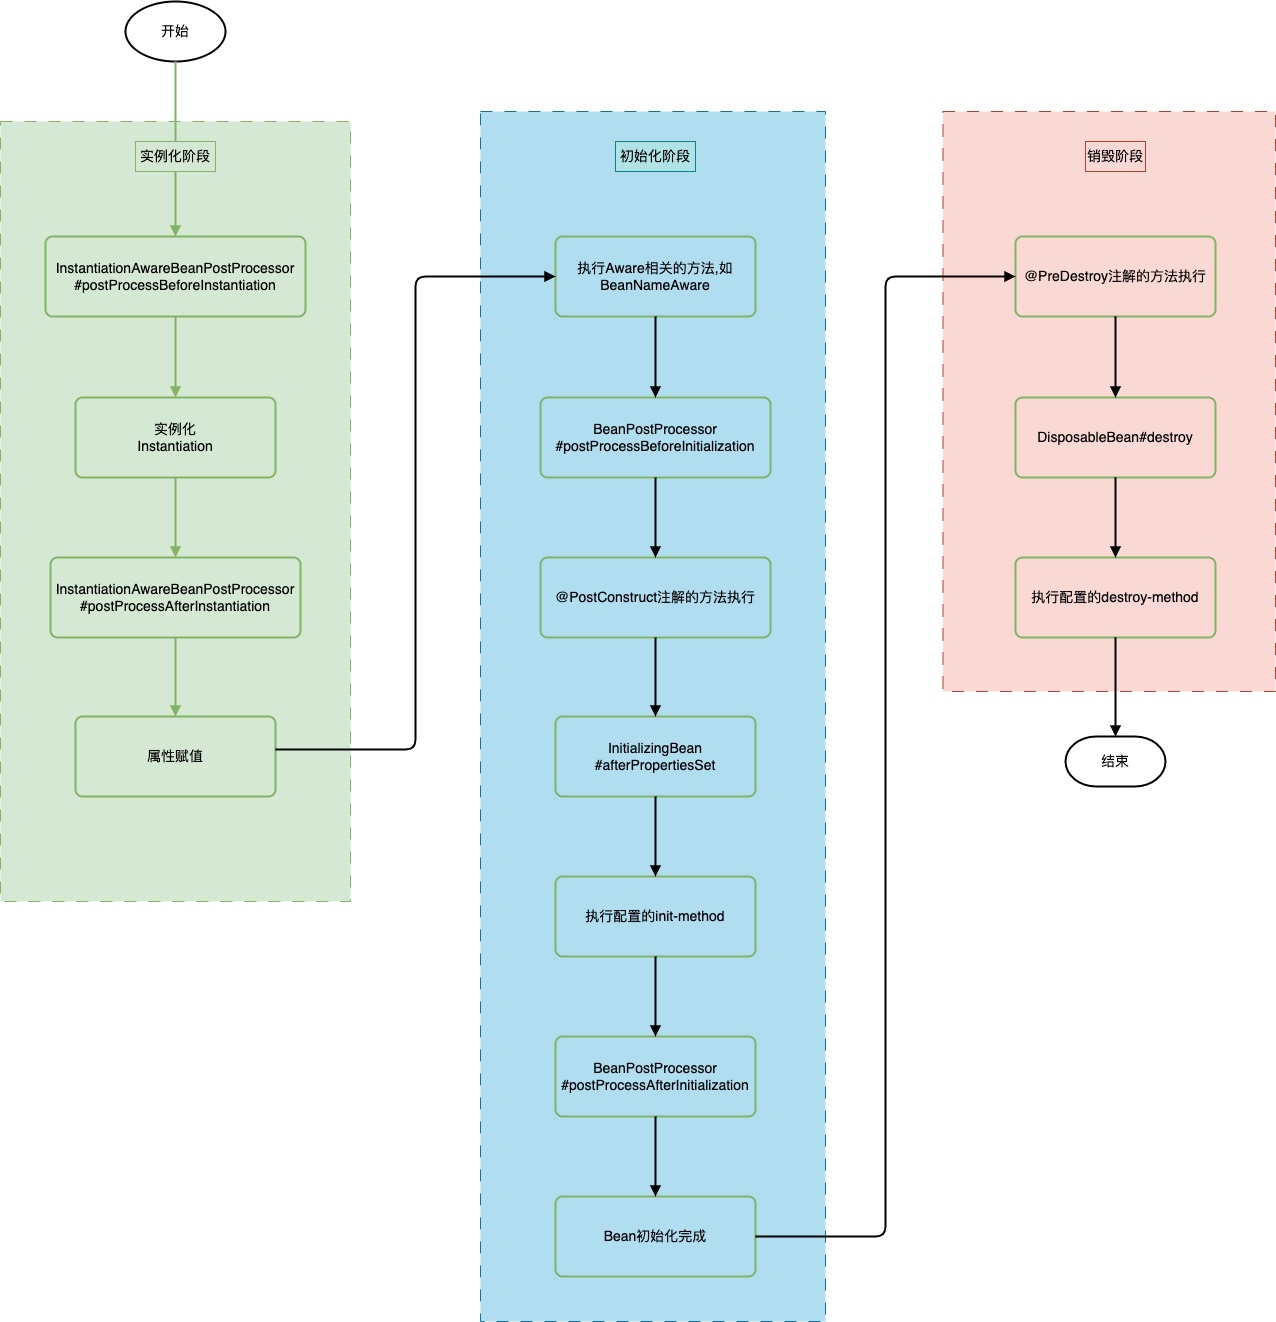 开始
实例化阶段
InstantiationAwareBeanPostProcessor
#postProcessBeforeInstantiation
实例化
Instantiation
InstantiationAwareBeanPostProcessor
#postProcessAfterInstantiation
属性赋值
初始化阶段
执行Aware相关的方法,如
BeanNameAware
BeanPostProcessor
#postProcessBeforeInitialization
@PostConstruct注解的方法执行
InitializingBean
#afterPropertiesSet
执行配置的init-method
BeanPostProcessor
#postProcessAfterInitialization
Bean初始化完成
销毁阶段
@PreDestroy注解的方法执行
DisposableBean#destroy
执行配置的destroy-method
结束